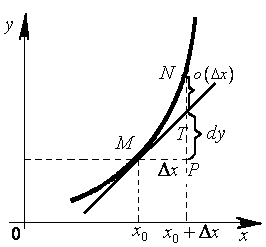 y
N o(Δx)
T dy
M
Δx P
0 x₀ x₀ + Δx x